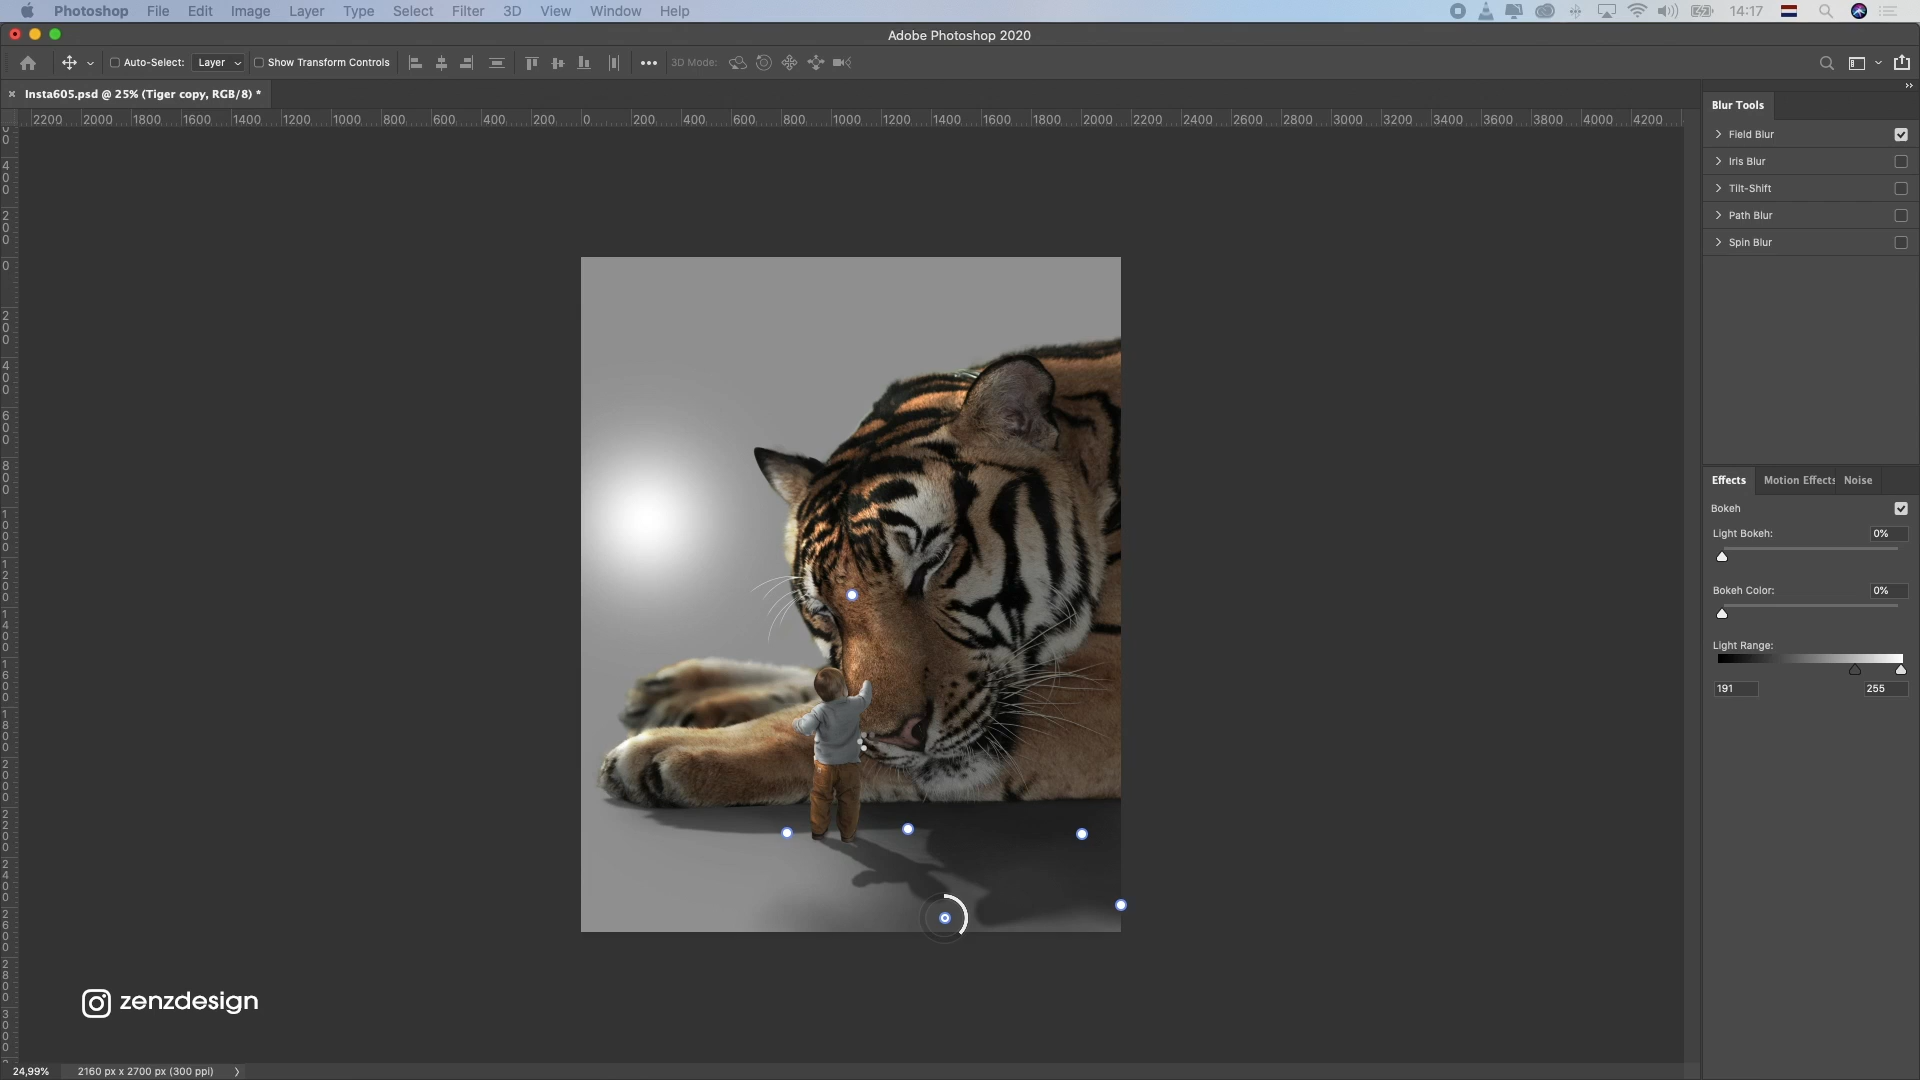 Photoshop File Edit Image Layer Type Select Filter 3D View Window Help 14:17
Adobe Photoshop 2020
Auto-Select: Layer Show Transform Controls 3D Mode:
Insta605.psd @ 25% (Tiger copy, RGB/8) *
2200 2000 1800 1600 1400 1200 1000 800 600 400 200 0 200 400 600 800 1000 1200 1400 1600 1800 2000 2200 2400 2600 2800 3000 3200 3400 3600 3800 4000 4200
Blur Tools
Field Blur
Iris Blur
Tilt-Shift
Path Blur
Spin Blur
Effects Motion Effects Noise
Bokeh
Light Bokeh: 0%
Bokeh Color: 0%
Light Range:
191 255
zenzdesign
24,99% 2160 px x 2700 px (300 ppi)